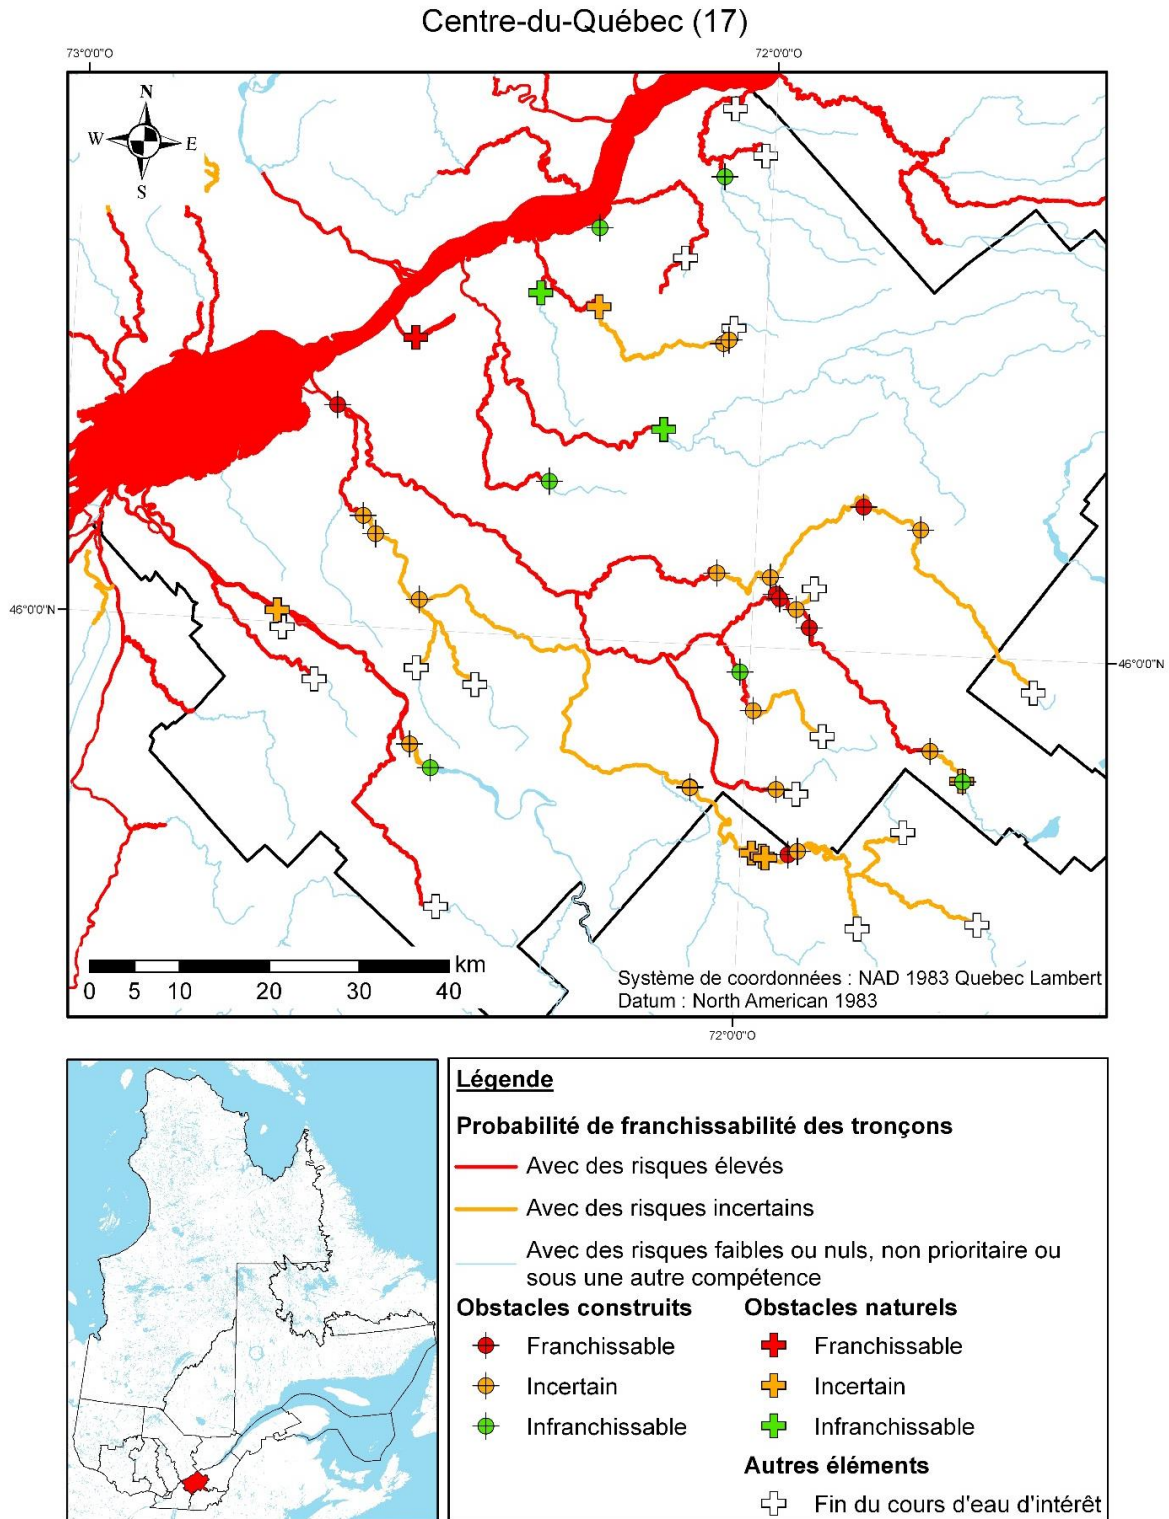 Centre-du-Québec (17)
73°0'0"O
72°0'0"O
N
W
E
S
46°0'0"N
46°0'0"N
km
0 5 10 20 30 40
Système de coordonnées : NAD 1983 Quebec Lambert
Datum : North American 1983
72°0'0"O
Légende
Probabilité de franchissabilité des tronçons
Avec des risques élevés
Avec des risques incertains
Avec des risques faibles ou nuls, non prioritaire ou
sous une autre compétence
Obstacles construits
Franchissable
Incertain
Infranchissable
Obstacles naturels
Franchissable
Incertain
Infranchissable
Autres éléments
Fin du cours d'eau d'intérêt